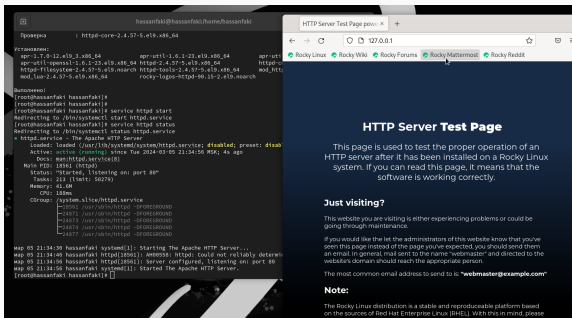 hessanfaki@hessanfaki:/home/hassanfaki
Проверка : httpd-core-2.4.57-5.el9.x86_64
Установлен:
apr-1.7.0-12.el9_3.x86_64 apr-util-1.6.1-23.el9.x86_64
apr-util-openssl-1.6.1-23.el9.x86_64 httpd-2.4.57-5.el9.x86_64
httpd-filesystem-2.4.57-5.el9.noarch httpd-tools-2.4.57-5.el9.x86_64
mod_lua-2.4.57-5.el9.x86_64 rocky-logos-httpd-90.15-2.el9.noarch
Выполнено!
[root@hassanfaki hassanfaki]#
[root@hassanfaki hassanfaki]#
[root@hassanfaki hassanfaki]# service httpd start
Redirecting to /bin/systemctl start httpd.service
[root@hassanfaki hassanfaki]# service httpd status
Redirecting to /bin/systemctl status httpd.service
● httpd.service - The Apache HTTP Server
Loaded: loaded (/usr/lib/systemd/system/httpd.service; disabled; preset: disab
Active: active (running) since Tue 2024-03-05 21:34:56 MSK; 4s ago
Docs: man:httpd.service(8)
Main PID: 18561 (httpd)
Status: "Started, listening on: port 80"
Tasks: 213 (limit: 50279)
Memory: 41.6M
CPU: 188ms
CGroup: /system.slice/httpd.service
├─18561 /usr/sbin/httpd -DFOREGROUND
├─24671 /usr/sbin/httpd -DFOREGROUND
├─24673 /usr/sbin/httpd -DFOREGROUND
├─24674 /usr/sbin/httpd -DFOREGROUND
└─24677 /usr/sbin/httpd -DFOREGROUND
мар 05 21:34:30 hassanfaki systemd[1]: Starting The Apache HTTP Server...
мар 05 21:34:46 hassanfaki httpd[18561]: AH00558: httpd: Could not reliably determi
мар 05 21:34:56 hassanfaki httpd[18561]: Server configured, listening on: port 80
мар 05 21:34:56 hassanfaki systemd[1]: Started The Apache HTTP Server.
[root@hassanfaki hassanfaki]#
HTTP Server Test Page powe
127.0.0.1
Rocky Linux Rocky Wiki Rocky Forums Rocky Mattermost Rocky Reddit
HTTP Server Test Page
This page is used to test the proper operation of an
HTTP server after it has been installed on a Rocky Linux
system. If you can read this page, it means that the
software is working correctly.
Just visiting?
This website you are visiting is either experiencing problems or could be
going through maintenance.
If you would like the let the administrators of this website know that you've
seen this page instead of the page you've expected, you should send them
an email. In general, mail sent to the name "webmaster" and directed to the
website's domain should reach the appropriate person.
The most common email address to send to is: "webmaster@example.com"
Note:
The Rocky Linux distribution is a stable and reproduceable platform based
on the sources of Red Hat Enterprise Linux (RHEL). With this in mind, please